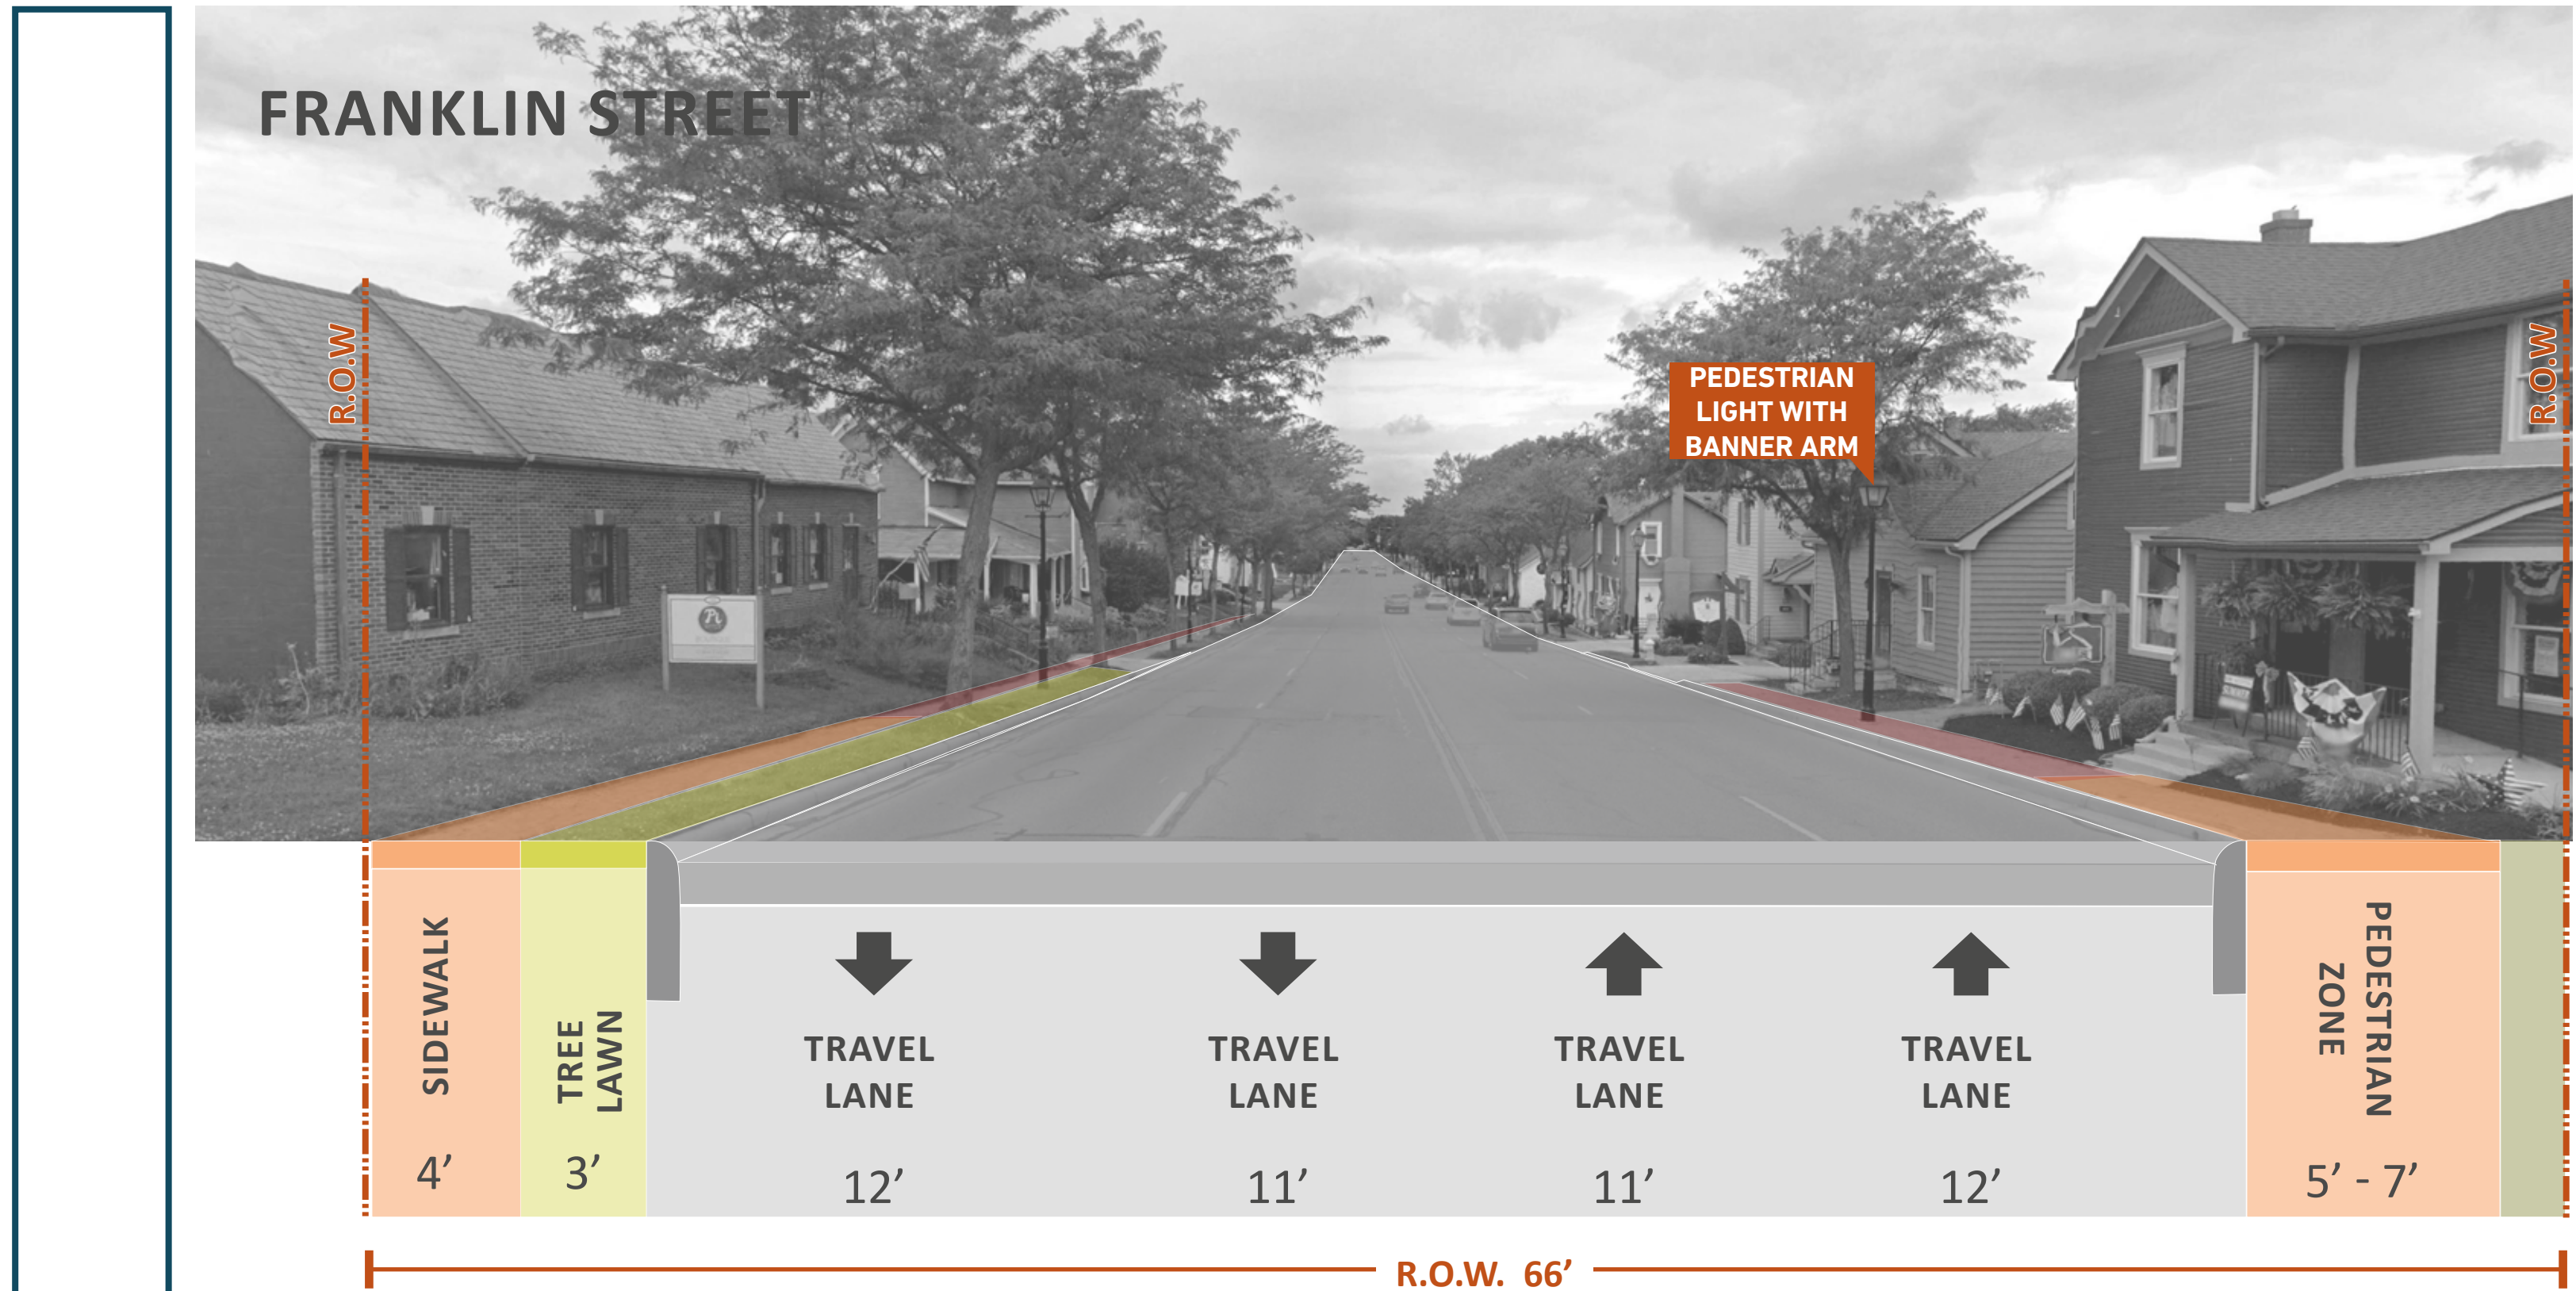 FRANKLIN STREET
R.O.W
R.O.W
PEDESTRIAN
LIGHT WITH
BANNER ARM
SIDEWALK
4’
TREE
LAWN
3’
TRAVEL
LANE
12’
TRAVEL
LANE
11’
TRAVEL
LANE
11’
TRAVEL
LANE
12’
PEDESTRIAN
ZONE
5’ - 7’
R.O.W. 66’